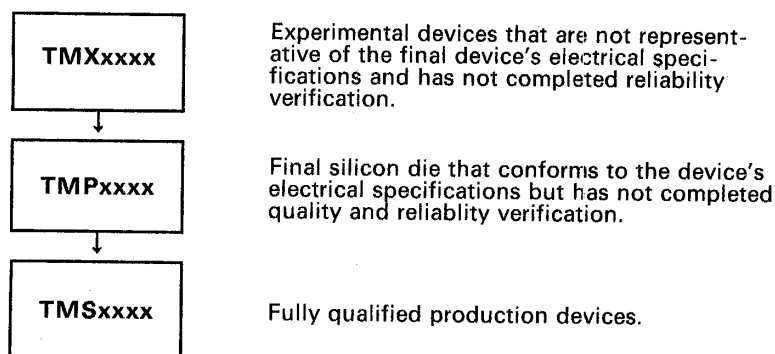 TMXxxxx
Experimental devices that are not represent-
ative of the final device's electrical speci-
fications and has not completed reliability
verification.
TMPxxxx
Final silicon die that conforms to the device's
electrical specifications but has not completed
quality and reliablity verification.
TMSxxxx
Fully qualified production devices.